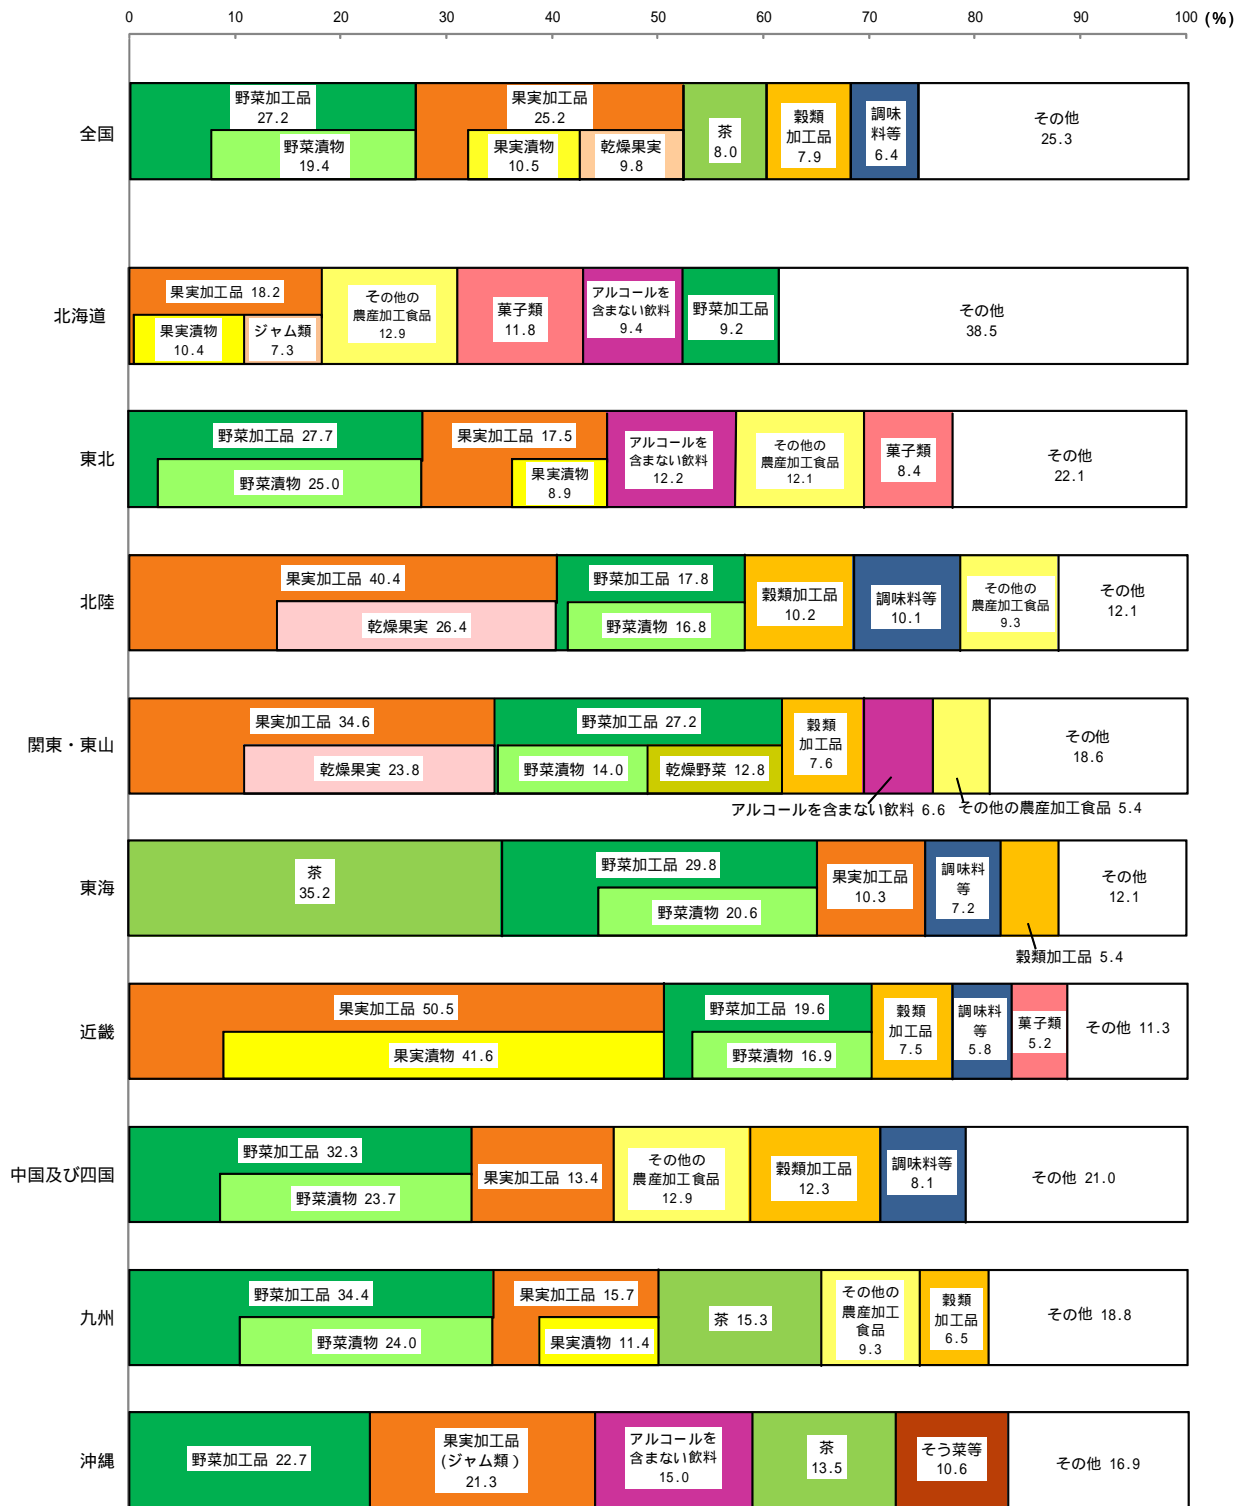 0 10 20 30 40 50 60 70 80 90 100 (%)
全国
野菜加工品
27.2
野菜漬物
19.4
果実加工品
25.2
果実漬物
10.5
乾燥果実
9.8
茶
8.0
穀類
加工品
7.9
調味
料等
6.4
その他
25.3
北海道
果実加工品 18.2
果実漬物
10.4
ジャム類
7.3
その他の
農産加工食品
12.9
菓子類
11.8
アルコールを
含まない飲料
9.4
野菜加工品
9.2
その他
38.5
東北
野菜加工品 27.7
野菜漬物 25.0
果実加工品 17.5
果実漬物
8.9
アルコールを
含まない飲料
12.2
その他の
農産加工食品
12.1
菓子類
8.4
その他
22.1
北陸
果実加工品 40.4
乾燥果実 26.4
野菜加工品 17.8
野菜漬物 16.8
穀類加工品
10.2
調味料等
10.1
その他の
農産加工食品
9.3
その他
12.1
関東・東山
果実加工品 34.6
乾燥果実 23.8
野菜加工品 27.2
野菜漬物 14.0
乾燥野菜 12.8
穀類
加工品
7.6
アルコールを含まない飲料 6.6
その他の農産加工食品 5.4
その他
18.6
東海
茶
35.2
野菜加工品 29.8
野菜漬物 20.6
果実加工品
10.3
調味料
等
7.2
穀類加工品 5.4
その他
12.1
近畿
果実加工品 50.5
果実漬物 41.6
野菜加工品 19.6
野菜漬物 16.9
穀類
加工品
7.5
調味料
等
5.8
菓子類
5.2
その他 11.3
中国及び四国
野菜加工品 32.3
野菜漬物 23.7
果実加工品 13.4
その他の
農産加工食品
12.9
穀類加工品
12.3
調味料等
8.1
その他 21.0
九州
野菜加工品 34.4
野菜漬物 24.0
果実加工品 15.7
果実漬物 11.4
茶 15.3
その他の
農産加工
食品
9.3
穀類
加工品
6.5
その他 18.8
沖縄
野菜加工品 22.7
果実加工品
(ジャム類)
21.3
アルコールを
含まない飲料
15.0
茶
13.5
そう菜等
10.6
その他 16.9